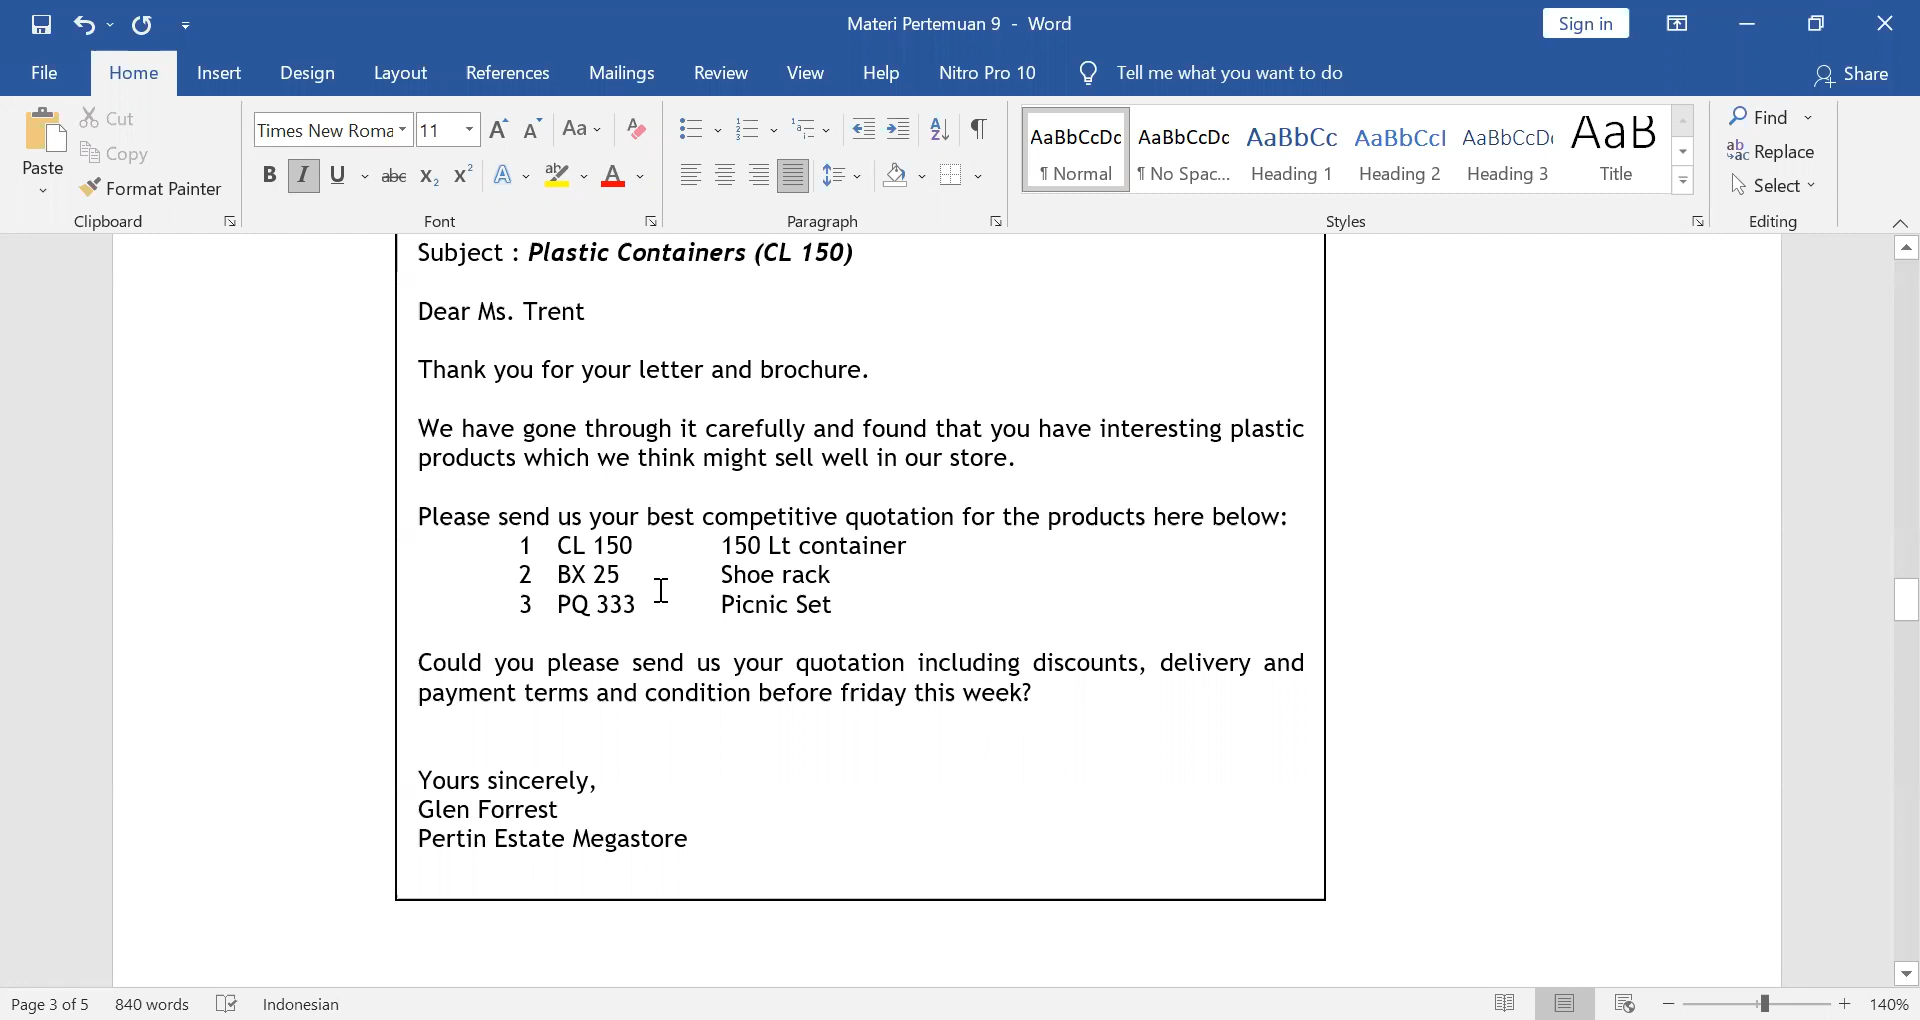 Materi Pertemuan 9 - Word
Sign in
File Home Insert Design Layout References Mailings Review View Help Nitro Pro 10 Tell me what you want to do Share
Paste
Cut
Copy
Format Painter
Clipboard
Times New Roma 11
Font
Paragraph
AaBbCcDc AaBbCcDc AaBbCc AaBbCcI AaBbCcD AaB
¶ Normal ¶ No Spac... Heading 1 Heading 2 Heading 3 Title
Styles
Find
Replace
Select
Editing
Subject : Plastic Containers (CL 150)
Dear Ms. Trent
Thank you for your letter and brochure.
We have gone through it carefully and found that you have interesting plastic
products which we think might sell well in our store.
Please send us your best competitive quotation for the products here below:
1 CL 150 150 Lt container
2 BX 25 Shoe rack
3 PQ 333 Picnic Set
Could you please send us your quotation including discounts, delivery and
payment terms and condition before friday this week?
Yours sincerely,
Glen Forrest
Pertin Estate Megastore
Page 3 of 5 840 words Indonesian 140%